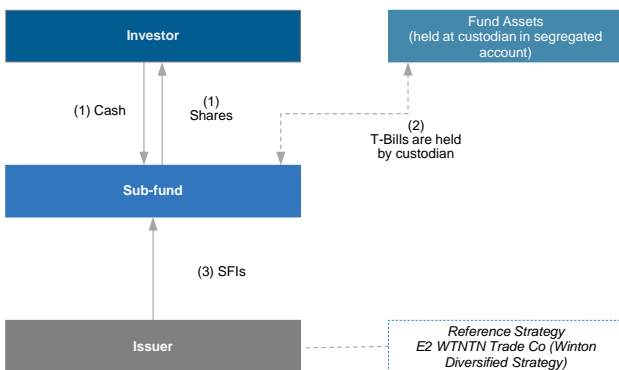 Investor
Fund Assets
(held at custodian in segregated
account)
(1) Cash
(1)
Shares
(2)
T-Bills are held
by custodian
Sub-fund
(3) SFIs
Issuer
Reference Strategy
E2 WTNTN Trade Co (Winton
Diversified Strategy)